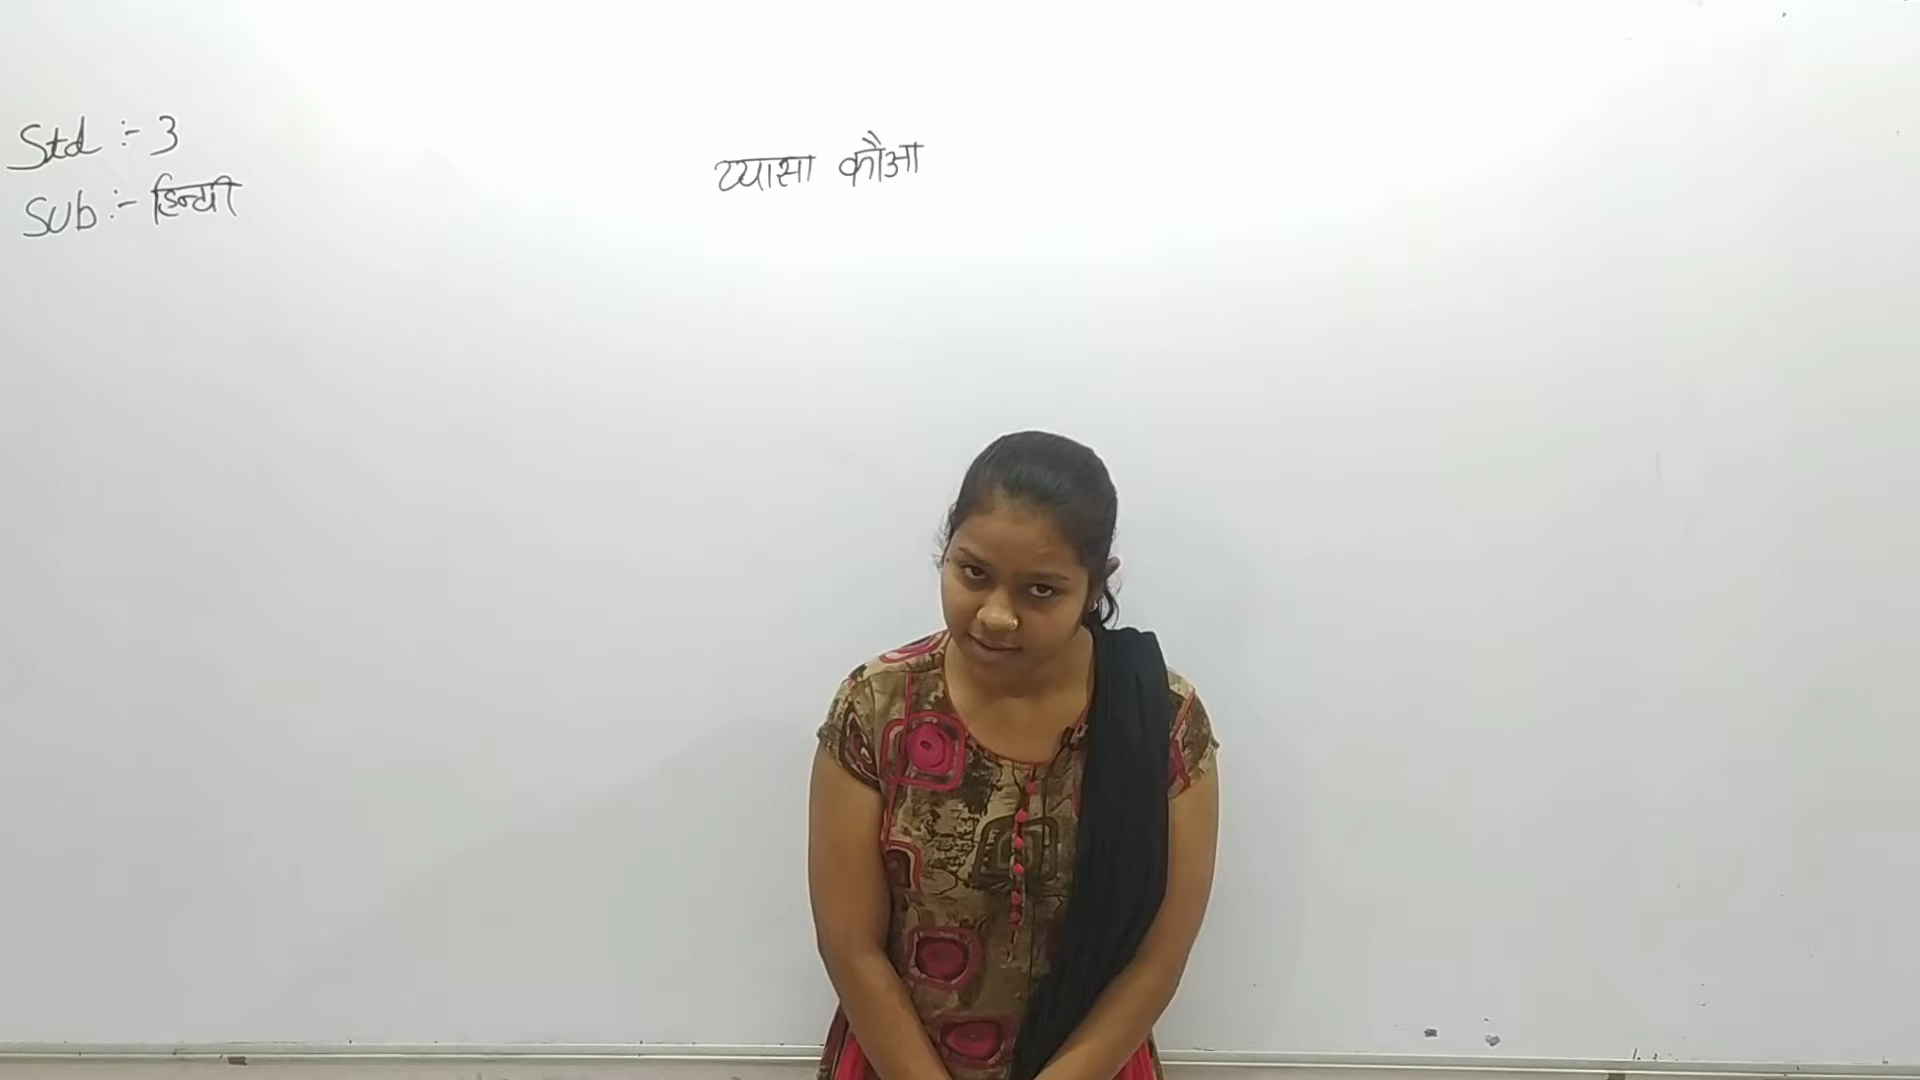 Std :- 3
Sub :- हिन्दी
प्यासा कौआ